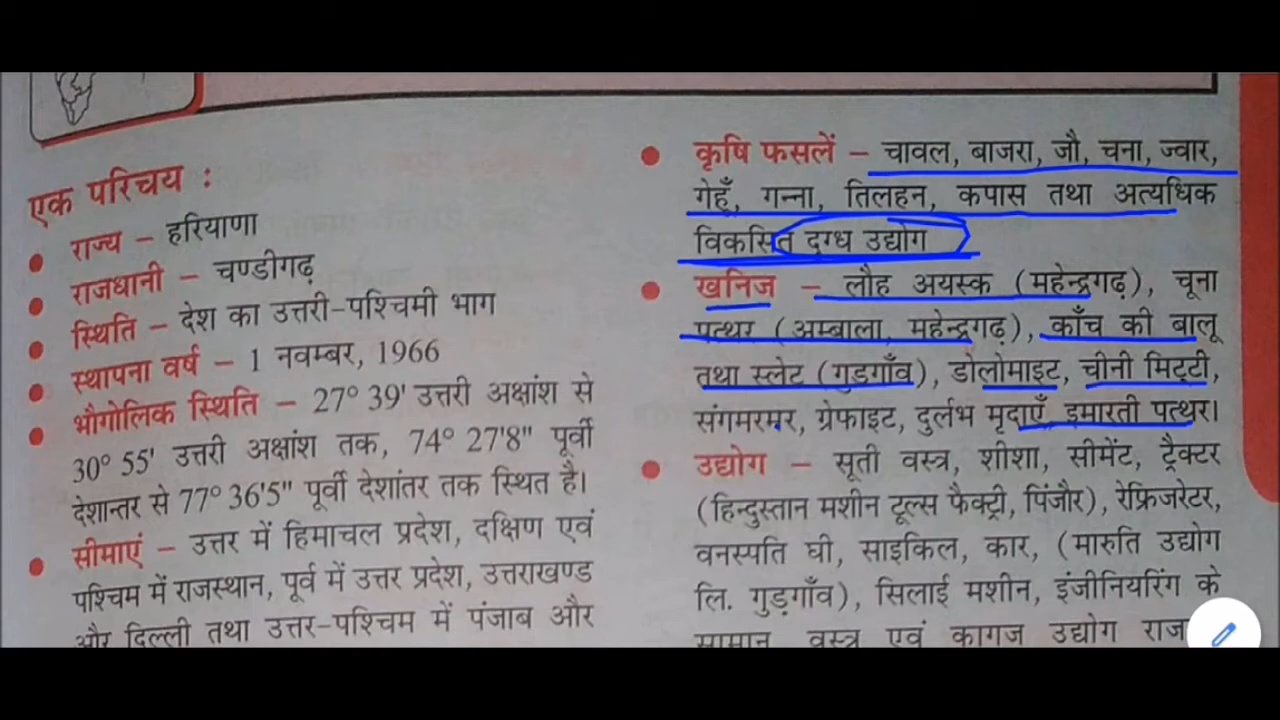 एक परिचय :
राज्य – हरियाणा
राजधानी – चण्डीगढ़
स्थिति – देश का उत्तरी-पश्चिमी भाग
स्थापना वर्ष – 1 नवम्बर, 1966
भौगोलिक स्थिति – 27° 39' उत्तरी अक्षांश से
30° 55' उत्तरी अक्षांश तक, 74° 27'8" पूर्वी
देशान्तर से 77° 36'5" पूर्वी देशांतर तक स्थित है।
सीमाएं – उत्तर में हिमाचल प्रदेश, दक्षिण एवं
पश्चिम में राजस्थान, पूर्व में उत्तर प्रदेश, उत्तराखण्ड
और दिल्ली तथा उत्तर-पश्चिम में पंजाब और
कृषि फसलें – चावल, बाजरा, जौ, चना, ज्वार,
गेहूँ, गन्ना, तिलहन, कपास तथा अत्यधिक
विकसित दुग्ध उद्योग
खनिज – लौह अयस्क (महेन्द्रगढ़), चूना
पत्थर (अम्बाला, महेन्द्रगढ़), काँच की बालू
तथा स्लेट (गुड़गाँव), डोलोमाइट, चीनी मिट्टी,
संगमरमर, ग्रेफाइट, दुर्लभ मृदाएँ, इमारती पत्थर।
उद्योग – सूती वस्त्र, शीशा, सीमेंट, ट्रैक्टर
(हिन्दुस्तान मशीन टूल्स फैक्ट्री, पिंजौर), रेफ्रिजरेटर,
वनस्पति घी, साइकिल, कार, (मारुति उद्योग
लि. गुड़गाँव), सिलाई मशीन, इंजीनियरिंग के
सामान, वस्त्र एवं कागज उद्योग